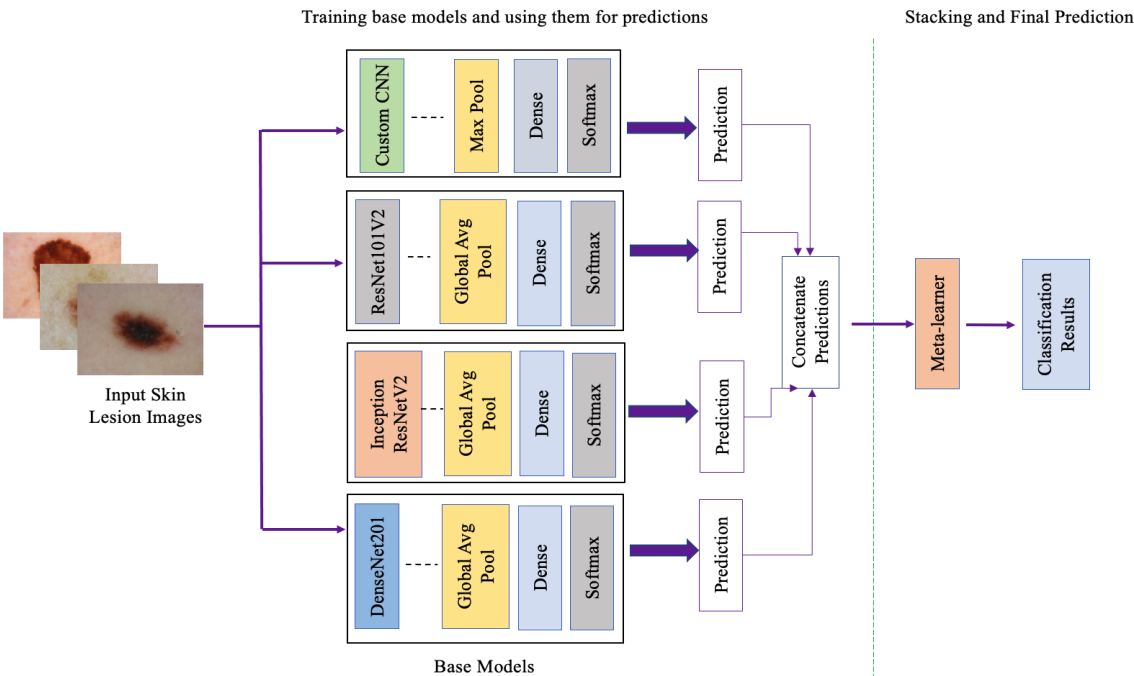 Training base models and using them for predictions
Stacking and Final Prediction
Custom CNN
Max Pool
Dense
Softmax
Prediction
ResNet101V2
Global Avg
Pool
Dense
Softmax
Prediction
Input Skin
Lesion Images
Concatenate
Predictions
Meta-learner
Classification
Results
Inception
ResNetV2
Global Avg
Pool
Dense
Softmax
Prediction
DenseNet201
Global Avg
Pool
Dense
Softmax
Prediction
Base Models